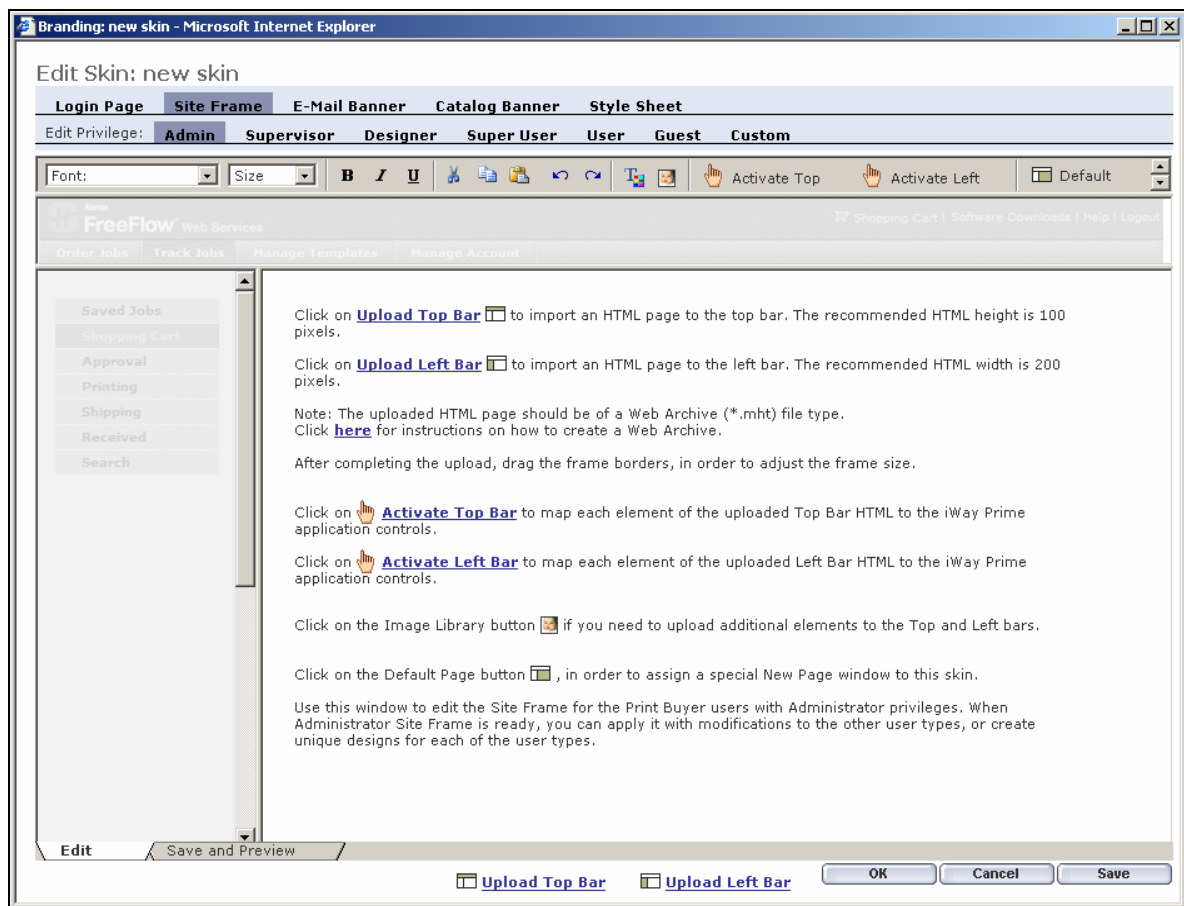 Branding: new skin - Microsoft Internet Explorer
Edit Skin: new skin
Login Page Site Frame E-Mail Banner Catalog Banner Style Sheet
Edit Privilege: Admin Supervisor Designer Super User User Guest Custom
Font: Size B I U Activate Top Activate Left Default
Xerox
FreeFlow Web Services
Shopping Cart | Software Downloads | Help | Logout
Order Jobs Track Jobs Manage Templates Manage Account
Saved Jobs
Shopping Cart
Approval
Printing
Shipping
Received
Search
Click on Upload Top Bar to import an HTML page to the top bar. The recommended HTML height is 100
pixels.
Click on Upload Left Bar to import an HTML page to the left bar. The recommended HTML width is 200
pixels.
Note: The uploaded HTML page should be of a Web Archive (*.mht) file type.
Click here for instructions on how to create a Web Archive.
After completing the upload, drag the frame borders, in order to adjust the frame size.
Click on Activate Top Bar to map each element of the uploaded Top Bar HTML to the iWay Prime
application controls.
Click on Activate Left Bar to map each element of the uploaded Left Bar HTML to the iWay Prime
application controls.
Click on the Image Library button if you need to upload additional elements to the Top and Left bars.
Click on the Default Page button , in order to assign a special New Page window to this skin.
Use this window to edit the Site Frame for the Print Buyer users with Administrator privileges. When
Administrator Site Frame is ready, you can apply it with modifications to the other user types, or create
unique designs for each of the user types.
Edit Save and Preview
Upload Top Bar Upload Left Bar OK Cancel Save